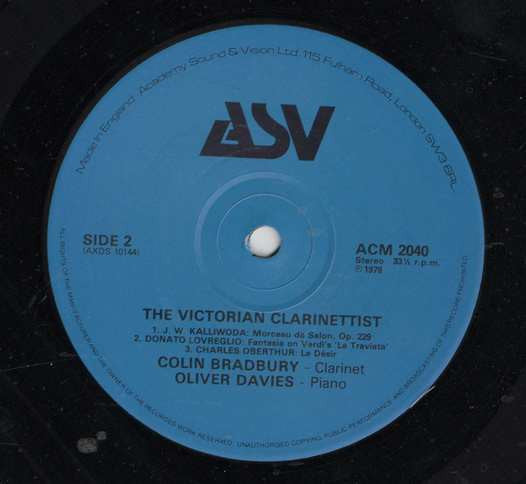 Made in England. Academy Sound & Vision Ltd. 115 Fulham Road, London SW3 6RL
ASV
SIDE 2
(AXDS 10144)
ACM 2040
Stereo 33⅓ r.p.m.
℗ 1978
THE VICTORIAN CLARINETTIST
1. J. W. KALLIWODA: Morceau de Salon, Op. 229
2. DONATO LOVREGLIO: Fantasia on Verdi's 'La Traviata'
3. CHARLES OBERTHUR: Le Désir
COLIN BRADBURY - Clarinet
OLIVER DAVIES - Piano
ALL RIGHTS OF THE MANUFACTURER AND THE OWNER OF THE RECORDED WORK RESERVED. UNAUTHORISED COPYING, PUBLIC PERFORMANCE AND BROADCASTING OF THIS RECORD PROHIBITED.